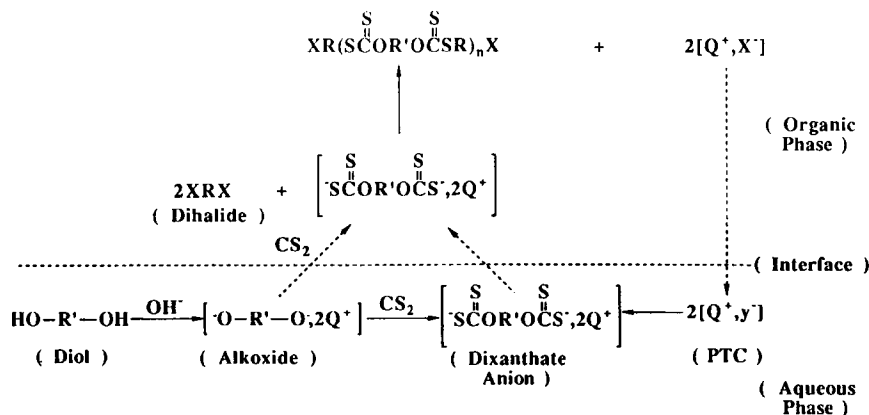 S S
XR(SCOR'OCSR)nX + 2[Q⁺,X⁻]
( Organic Phase )
S S
2XRX + [⁻SCOR'OCS⁻,2Q⁺]
( Dihalide )
CS₂
( Interface )
S S
HO–R'–OH OH⁻ [⁻O–R'–O⁻,2Q⁺] CS₂ [⁻SCOR'OCS⁻,2Q⁺] 2[Q⁺,y⁻]
( Diol ) ( Alkoxide ) ( Dixanthate Anion ) ( PTC )
( Aqueous Phase )